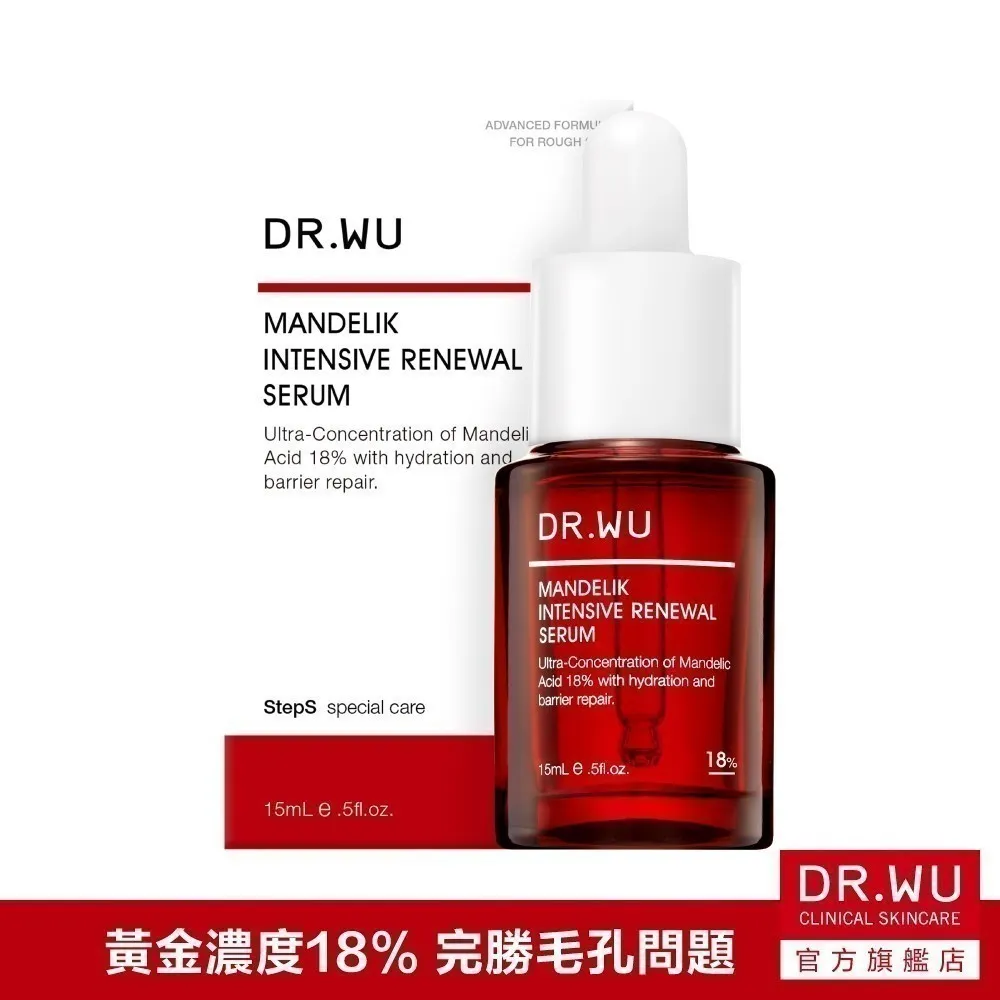 ADVANCED FORMU
FOR ROUGH
DR.WU
MANDELIK
INTENSIVE RENEWAL
SERUM
Ultra-Concentration of Mandeli
Acid 18% with hydration and
barrier repair.
StepS special care
15mL e .5fl.oz.
DR.WU
MANDELIK
INTENSIVE RENEWAL
SERUM
Ultra-Concentration of Mandelic
Acid 18% with hydration and
barrier repair.
15mL e .5fl.oz.
18%
黃金濃度18% 完勝毛孔問題
DR.WU
CLINICAL SKINCARE
官方旗艦店